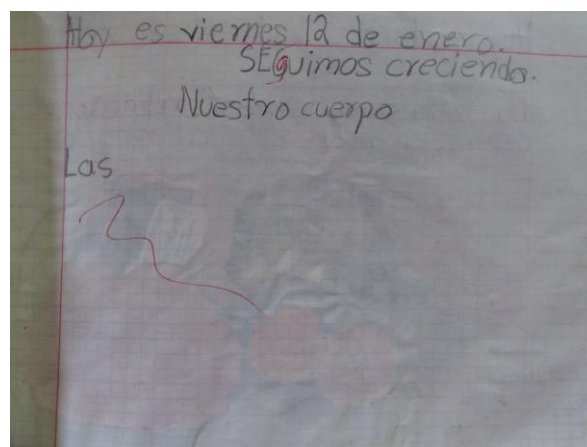 Hoy es viernes 12 de enero.
SEguimos creciendo.
Nuestro cuerpo
Las